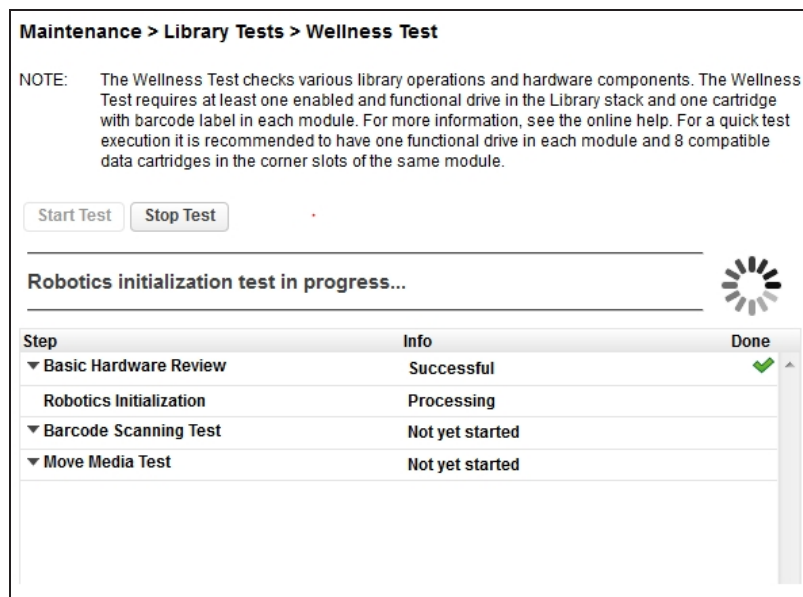 Maintenance > Library Tests > Wellness Test
NOTE: The Wellness Test checks various library operations and hardware components. The Wellness
Test requires at least one enabled and functional drive in the Library stack and one cartridge
with barcode label in each module. For more information, see the online help. For a quick test
execution it is recommended to have one functional drive in each module and 8 compatible
data cartridges in the corner slots of the same module.
Start Test Stop Test
Robotics initialization test in progress...
Step Info Done
Basic Hardware Review Successful
Robotics Initialization Processing
Barcode Scanning Test Not yet started
Move Media Test Not yet started